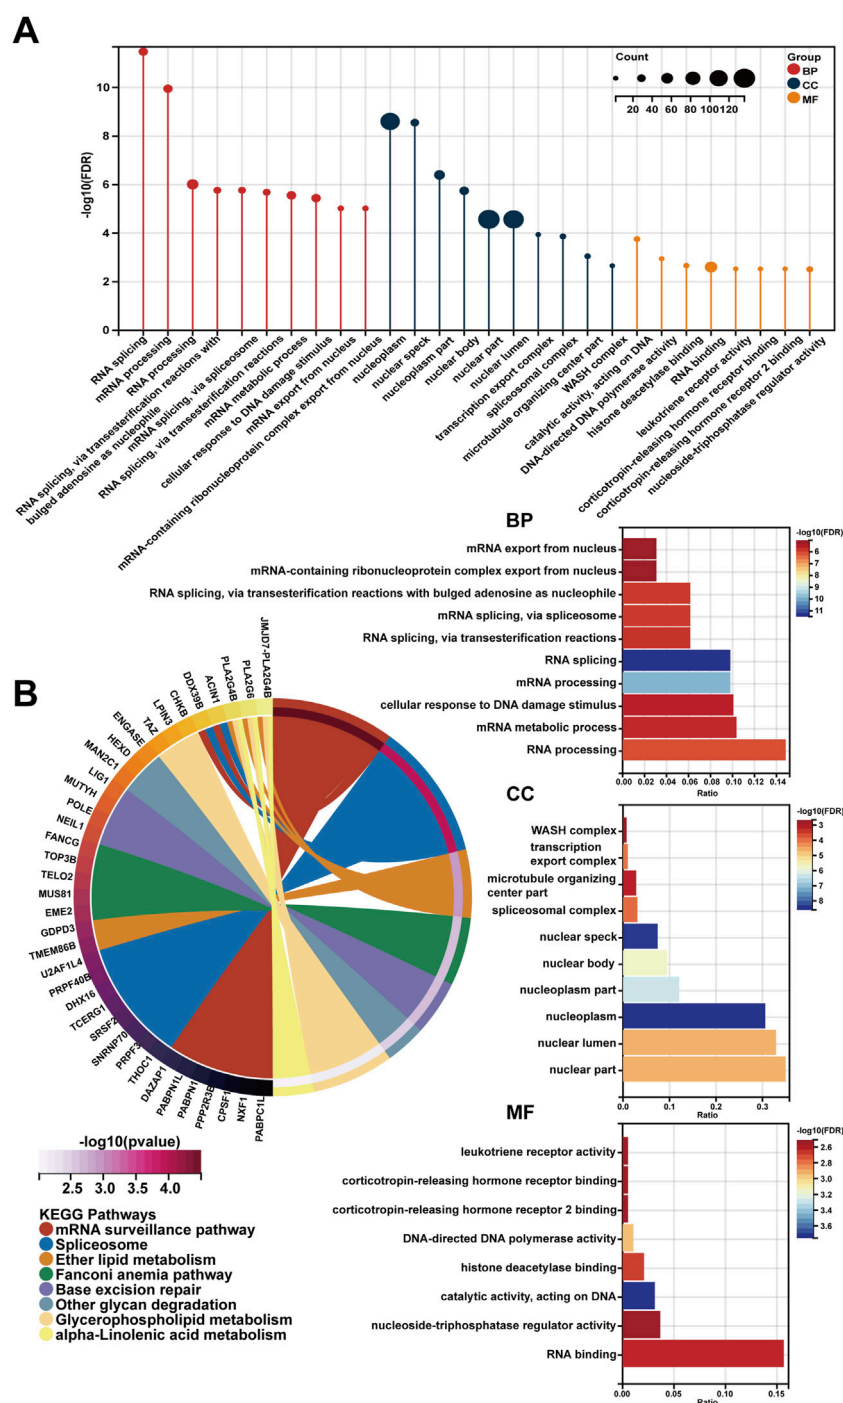 A
Count
20 40 60 80 100 120
Group
BP
CC
MF
-log10(FDR)
10
8
6
4
2
0
RNA splicing
mRNA processing
RNA processing
RNA splicing, via transesterification reactions with
bulged adenosine as nucleophile
mRNA splicing, via spliceosome
RNA splicing, via transesterification reactions
mRNA metabolic process
cellular response to DNA damage stimulus
mRNA export from nucleus
mRNA-containing ribonucleoprotein complex export from nucleus
nucleoplasm
nuclear speck
nucleoplasm part
nuclear body
nuclear part
nuclear lumen
transcription export complex
spliceosomal complex
microtubule organizing center part
WASH complex
catalytic activity, acting on DNA
DNA-directed DNA polymerase activity
histone deacetylase binding
RNA binding
leukotriene receptor activity
corticotropin-releasing hormone receptor binding
corticotropin-releasing hormone receptor 2 binding
nucleoside-triphosphatase regulator activity
BP
mRNA export from nucleus
mRNA-containing ribonucleoprotein complex export from nucleus
RNA splicing, via transesterification reactions with bulged adenosine as nucleophile
mRNA splicing, via spliceosome
RNA splicing, via transesterification reactions
RNA splicing
mRNA processing
cellular response to DNA damage stimulus
mRNA metabolic process
RNA processing
0.00 0.02 0.04 0.06 0.08 0.10 0.12 0.14
Ratio
-log10(FDR)
6
7
8
9
10
11
B
JMJD7-PLA2G4B
PLA2G6
PLA2G4B
ACIN1
DDX39B
CHKB
LPIN3
TAZ
ENGASE
HEXD
MAN2C1
LIG1
MUTYH
POLE
NEIL1
FANCG
TOP3B
TELO2
MUS81
EME2
GDPD3
TMEM86B
U2AF1L4
PRPF40B
DHX16
TCERG1
SRSF2
SNRNP70
PRPF3
THOC1
DAZAP1
PABPN1L
PABPN1
PPP2R3B
CPSF1
NXF1
PABPC1L
CC
WASH complex
transcription
export complex
microtubule organizing
center part
spliceosomal complex
nuclear speck
nuclear body
nucleoplasm part
nucleoplasm
nuclear lumen
nuclear part
0.0 0.1 0.2 0.3
Ratio
-log10(FDR)
3
4
5
6
7
8
MF
leukotriene receptor activity
corticotropin-releasing hormone receptor binding
corticotropin-releasing hormone receptor 2 binding
DNA-directed DNA polymerase activity
histone deacetylase binding
catalytic activity, acting on DNA
nucleoside-triphosphatase regulator activity
RNA binding
0.00 0.05 0.10 0.15
Ratio
-log10(FDR)
2.6
2.8
3.0
3.2
3.4
3.6
-log10(pvalue)
2.5 3.0 3.5 4.0
KEGG Pathways
mRNA surveillance pathway
Spliceosome
Ether lipid metabolism
Fanconi anemia pathway
Base excision repair
Other glycan degradation
Glycerophospholipid metabolism
alpha-Linolenic acid metabolism